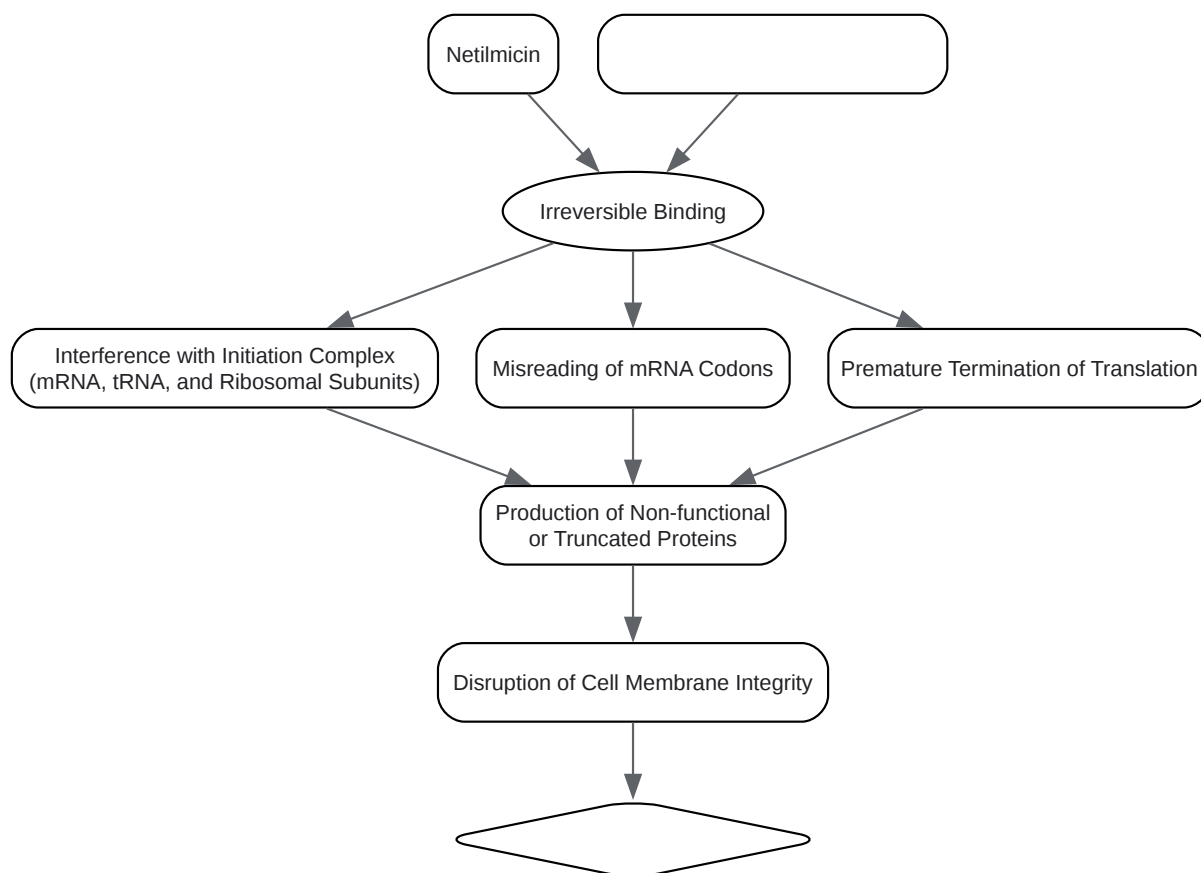 Netilmicin
Irreversible Binding
Interference with Initiation Complex
(mRNA, tRNA, and Ribosomal Subunits)
Misreading of mRNA Codons
Premature Termination of Translation
Production of Non-functional
or Truncated Proteins
Disruption of Cell Membrane Integrity